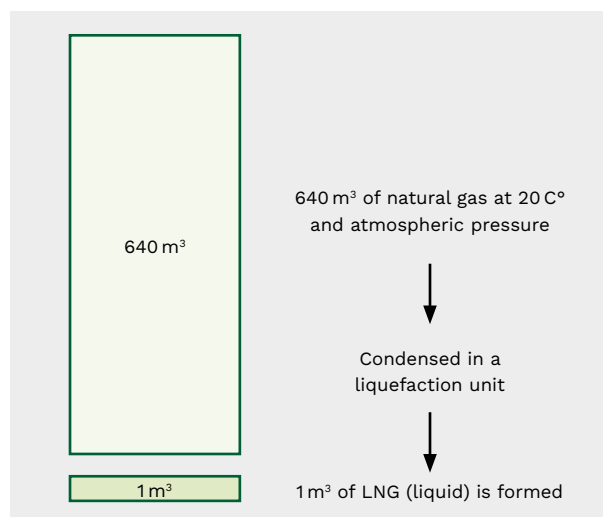 640 m³
640 m³ of natural gas at 20 C°
and atmospheric pressure
Condensed in a
liquefaction unit
1 m³
1 m³ of LNG (liquid) is formed